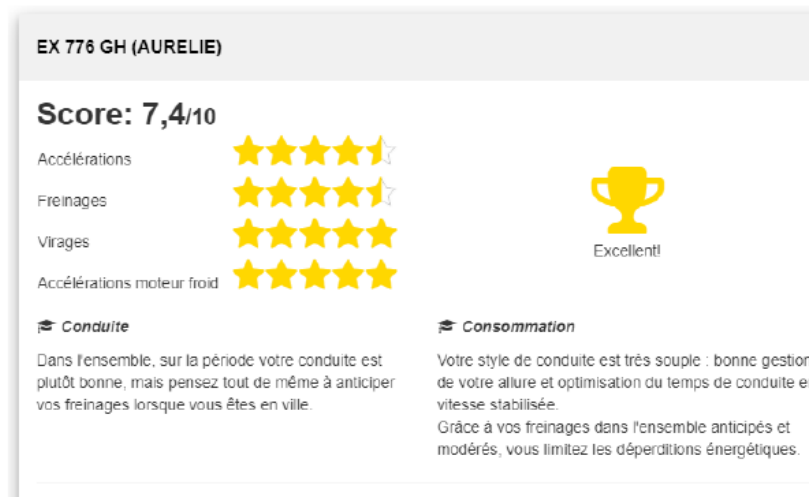 EX 776 GH (AURELIE)
Score: 7,4/10
Accélérations
Freinages
Virages
Accélérations moteur froid
Excellent!
Conduite
Dans l'ensemble, sur la période votre conduite est
plutôt bonne, mais pensez tout de même à anticiper
vos freinages lorsque vous êtes en ville.
Consommation
Votre style de conduite est très souple : bonne gestion
de votre allure et optimisation du temps de conduite
vitesse stabilisée.
Grâce à vos freinages dans l'ensemble anticipés et
modérés, vous limitez les déperditions énergétiques.